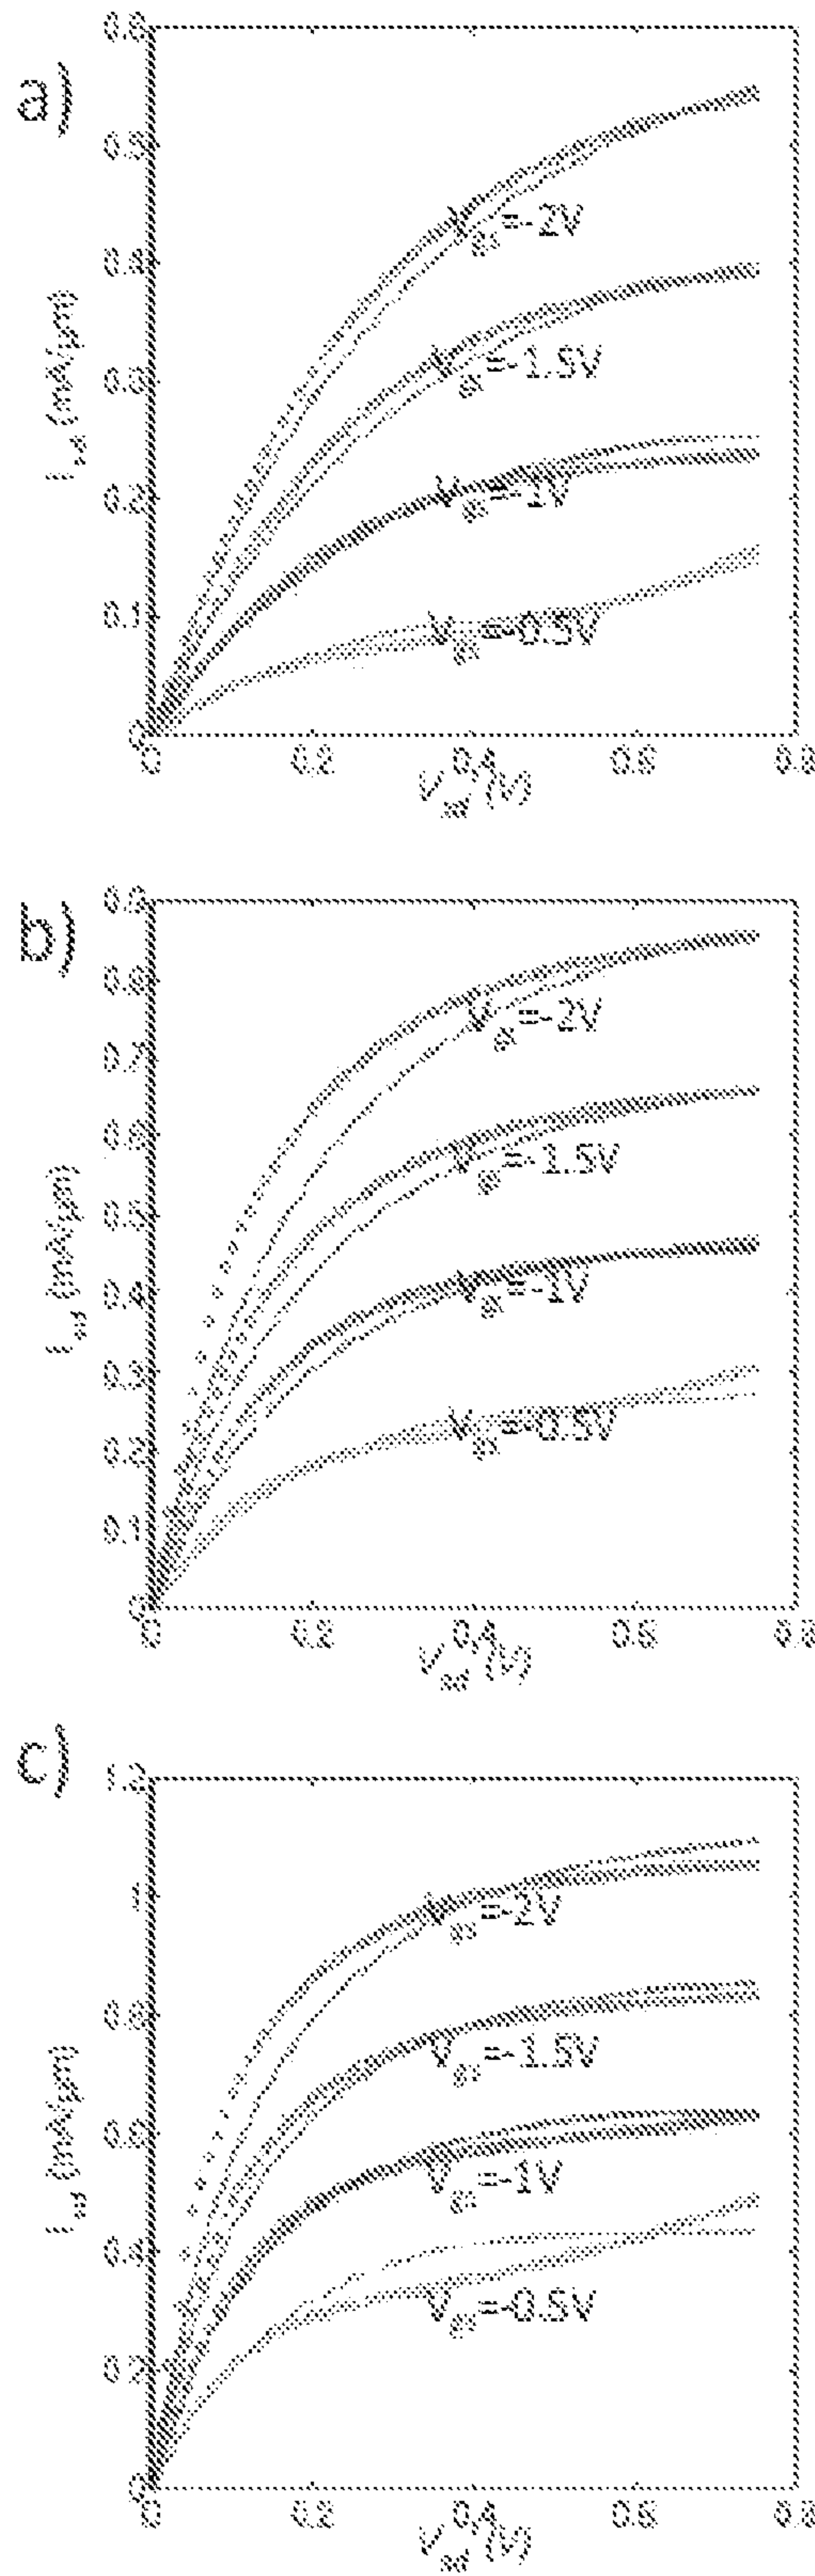 a)
0.6
0.5
0.4
0.3
0.2
0.1
0
I_sd (mA/μm)
V_gs=-2V
V_gs=-1.5V
V_gs=-1V
V_gs=-0.5V
0 0.2 0.4 0.6 0.8
V_sd (V)
b)
0.9
0.8
0.7
0.6
0.5
0.4
0.3
0.2
0.1
0
I_sd (mA/μm)
V_gs=-2V
V_gs=-1.5V
V_gs=-1V
V_gs=-0.5V
0 0.2 0.4 0.6 0.8
V_sd (V)
c)
1.2
1
0.8
0.6
0.4
0.2
0
I_sd (mA/μm)
V_gs=-2V
V_gs=-1.5V
V_gs=-1V
V_gs=-0.5V
0 0.2 0.4 0.6 0.8
V_sd (V)